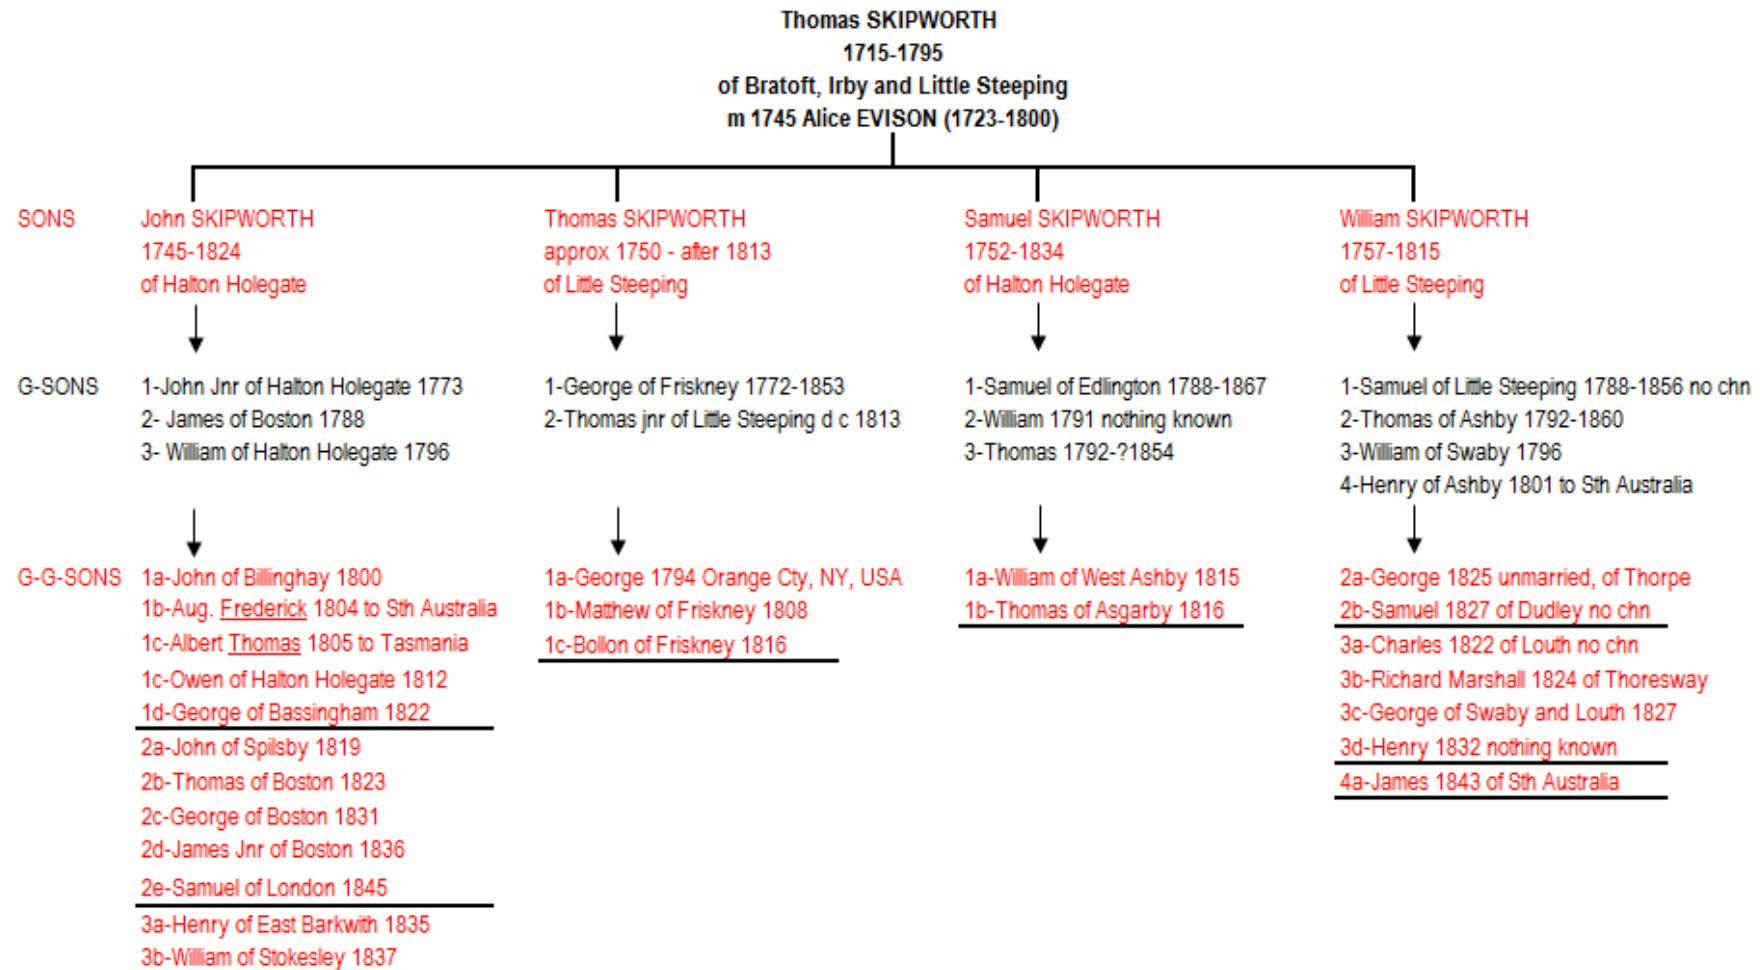 Thomas SKIPWORTH
1715-1795
of Bratoft, Irby and Little Steeping
m 1745 Alice EVISON (1723-1800)
SONS
John SKIPWORTH
1745-1824
of Halton Holegate
Thomas SKIPWORTH
approx 1750 - after 1813
of Little Steeping
Samuel SKIPWORTH
1752-1834
of Halton Holegate
William SKIPWORTH
1757-1815
of Little Steeping
G-SONS
1-John Jnr of Halton Holegate 1773
2- James of Boston 1788
3- William of Halton Holegate 1796
1-George of Friskney 1772-1853
2-Thomas jnr of Little Steeping d c 1813
1-Samuel of Edlington 1788-1867
2-William 1791 nothing known
3-Thomas 1792-?1854
1-Samuel of Little Steeping 1788-1856 no chn
2-Thomas of Ashby 1792-1860
3-William of Swaby 1796
4-Henry of Ashby 1801 to Sth Australia
G-G-SONS
1a-John of Billinghay 1800
1b-Aug. Frederick 1804 to Sth Australia
1c-Albert Thomas 1805 to Tasmania
1c-Owen of Halton Holegate 1812
1d-George of Bassingham 1822
2a-John of Spilsby 1819
2b-Thomas of Boston 1823
2c-George of Boston 1831
2d-James Jnr of Boston 1836
2e-Samuel of London 1845
3a-Henry of East Barkwith 1835
3b-William of Stokesley 1837
1a-George 1794 Orange Cty, NY, USA
1b-Matthew of Friskney 1808
1c-Bollon of Friskney 1816
1a-William of West Ashby 1815
1b-Thomas of Asgarby 1816
2a-George 1825 unmarried, of Thorpe
2b-Samuel 1827 of Dudley no chn
3a-Charles 1822 of Louth no chn
3b-Richard Marshall 1824 of Thoresway
3c-George of Swaby and Louth 1827
3d-Henry 1832 nothing known
4a-James 1843 of Sth Australia